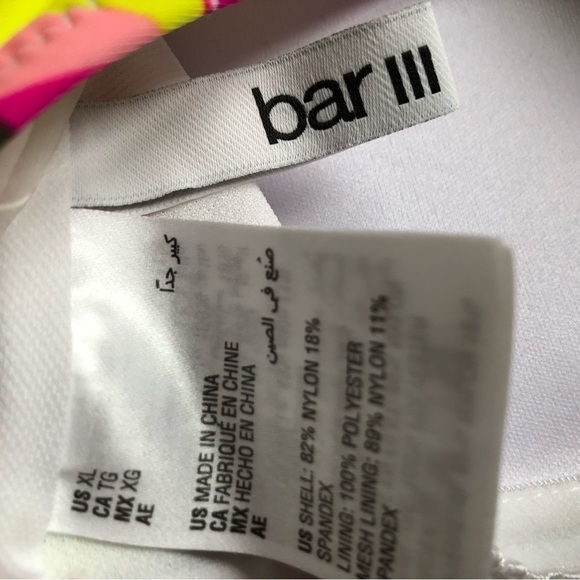 bar III
US XL
CA TG
MX XG
AE كبير جدًا
US MADE IN CHINA
CA FABRIQUÉ EN CHINE
MX HECHO EN CHINA
AE صنع في الصين
US SHELL: 82% NYLON 18%
SPANDEX
LINING: 100% POLYESTER
MESH LINING: 89% NYLON 11%
SPANDEX